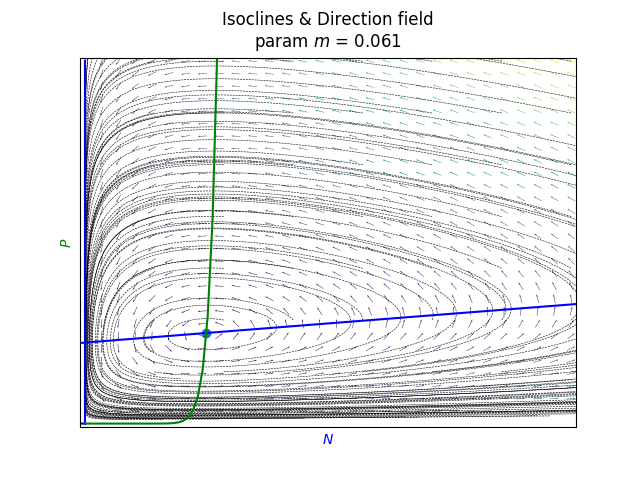 Isoclines & Direction field
param m = 0.061
P
N